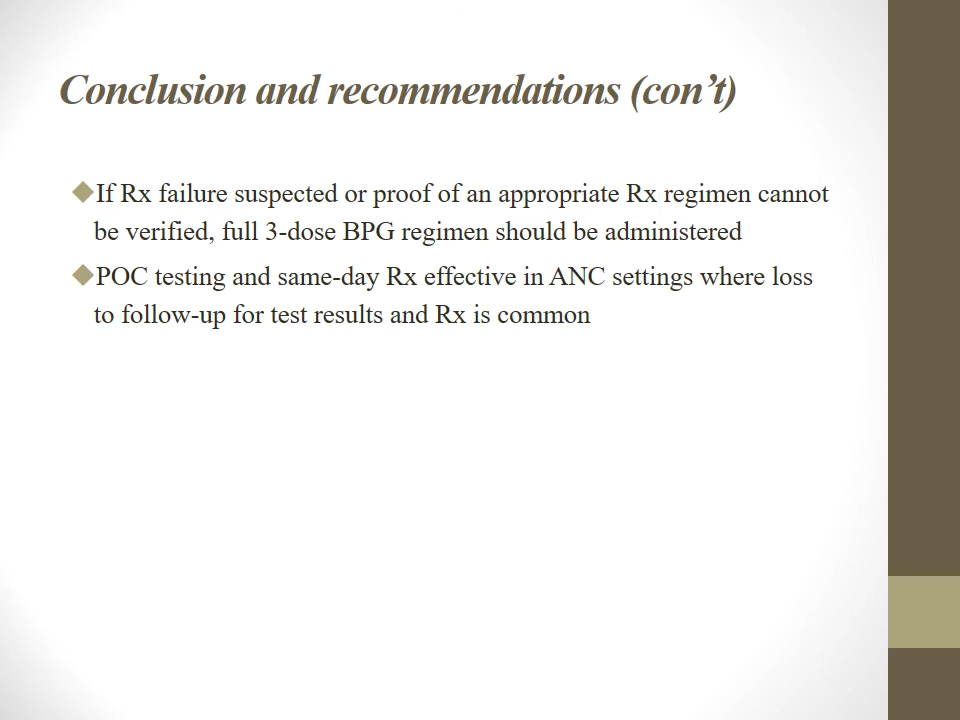 Conclusion and recommendations (con’t)
If Rx failure suspected or proof of an appropriate Rx regimen cannot
be verified, full 3-dose BPG regimen should be administered
POC testing and same-day Rx effective in ANC settings where loss
to follow-up for test results and Rx is common